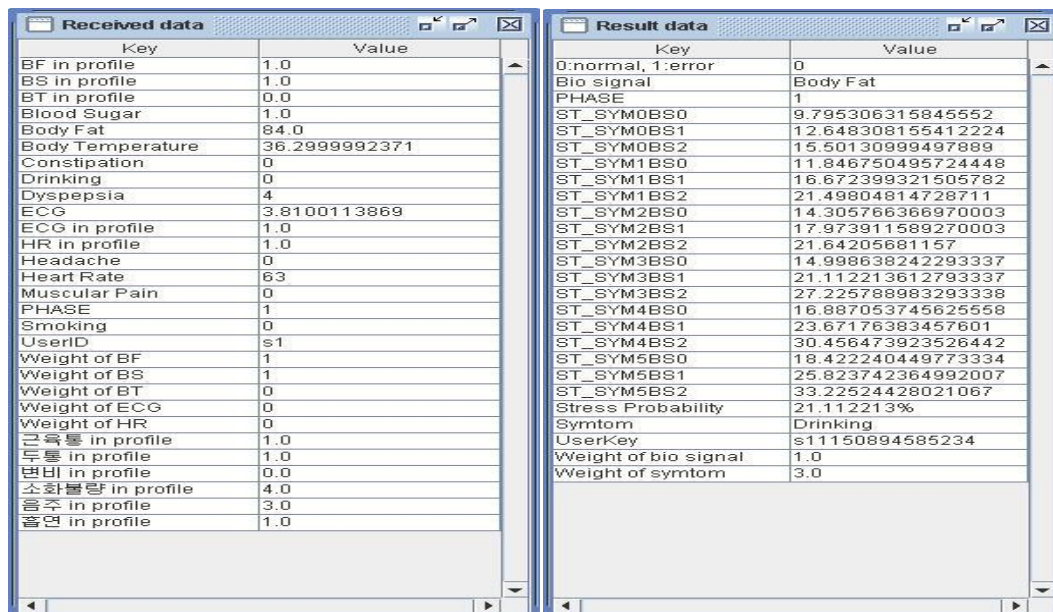 Received data
Key Value
BF in profile 1.0
BS in profile 1.0
BT in profile 0.0
Blood Sugar 1.0
Body Fat 84.0
Body Temperature 36.2999992371
Constipation 0
Drinking 0
Dyspepsia 4
ECG 3.8100113869
ECG in profile 1.0
HR in profile 1.0
Headache 0
Heart Rate 63
Muscular Pain 0
PHASE 1
Smoking 0
UserID s1
Weight of BF 1
Weight of BS 1
Weight of BT 0
Weight of ECG 0
Weight of HR 0
근육통 in profile 1.0
두통 in profile 1.0
변비 in profile 0.0
소화불량 in profile 4.0
음주 in profile 3.0
흡연 in profile 1.0
Result data
Key Value
0:normal, 1:error 0
Bio signal Body Fat
PHASE 1
ST_SYM0BS0 9.795306315845552
ST_SYM0BS1 12.648308155412224
ST_SYM0BS2 15.50130999497889
ST_SYM1BS0 11.846750495724448
ST_SYM1BS1 16.672399321505782
ST_SYM1BS2 21.49804814728711
ST_SYM2BS0 14.305766366970003
ST_SYM2BS1 17.973911589270003
ST_SYM2BS2 21.64205681157
ST_SYM3BS0 14.998638242293337
ST_SYM3BS1 21.112213612793337
ST_SYM3BS2 27.225788983293338
ST_SYM4BS0 16.887053745625558
ST_SYM4BS1 23.67176383457601
ST_SYM4BS2 30.456473923526442
ST_SYM5BS0 18.422240449773334
ST_SYM5BS1 25.823742364992007
ST_SYM5BS2 33.22524428021067
Stress Probability 21.112213%
Symtom Drinking
UserKey s11150894585234
Weight of bio signal 1.0
Weight of symtom 3.0